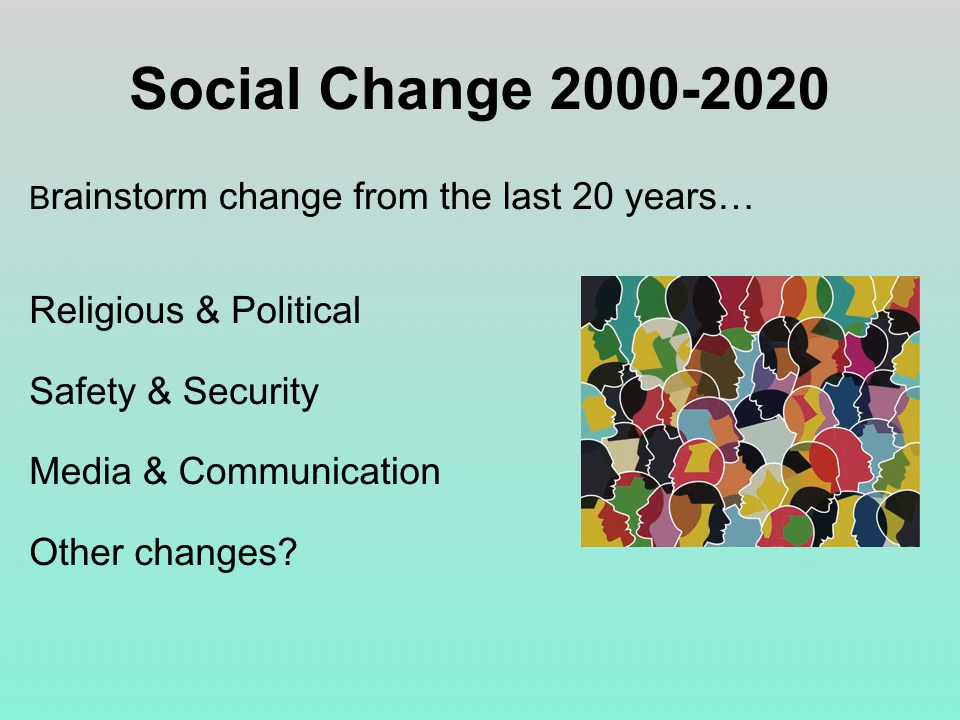 Social Change 2000-2020
Brainstorm change from the last 20 years…
Religious & Political
Safety & Security
Media & Communication
Other changes?